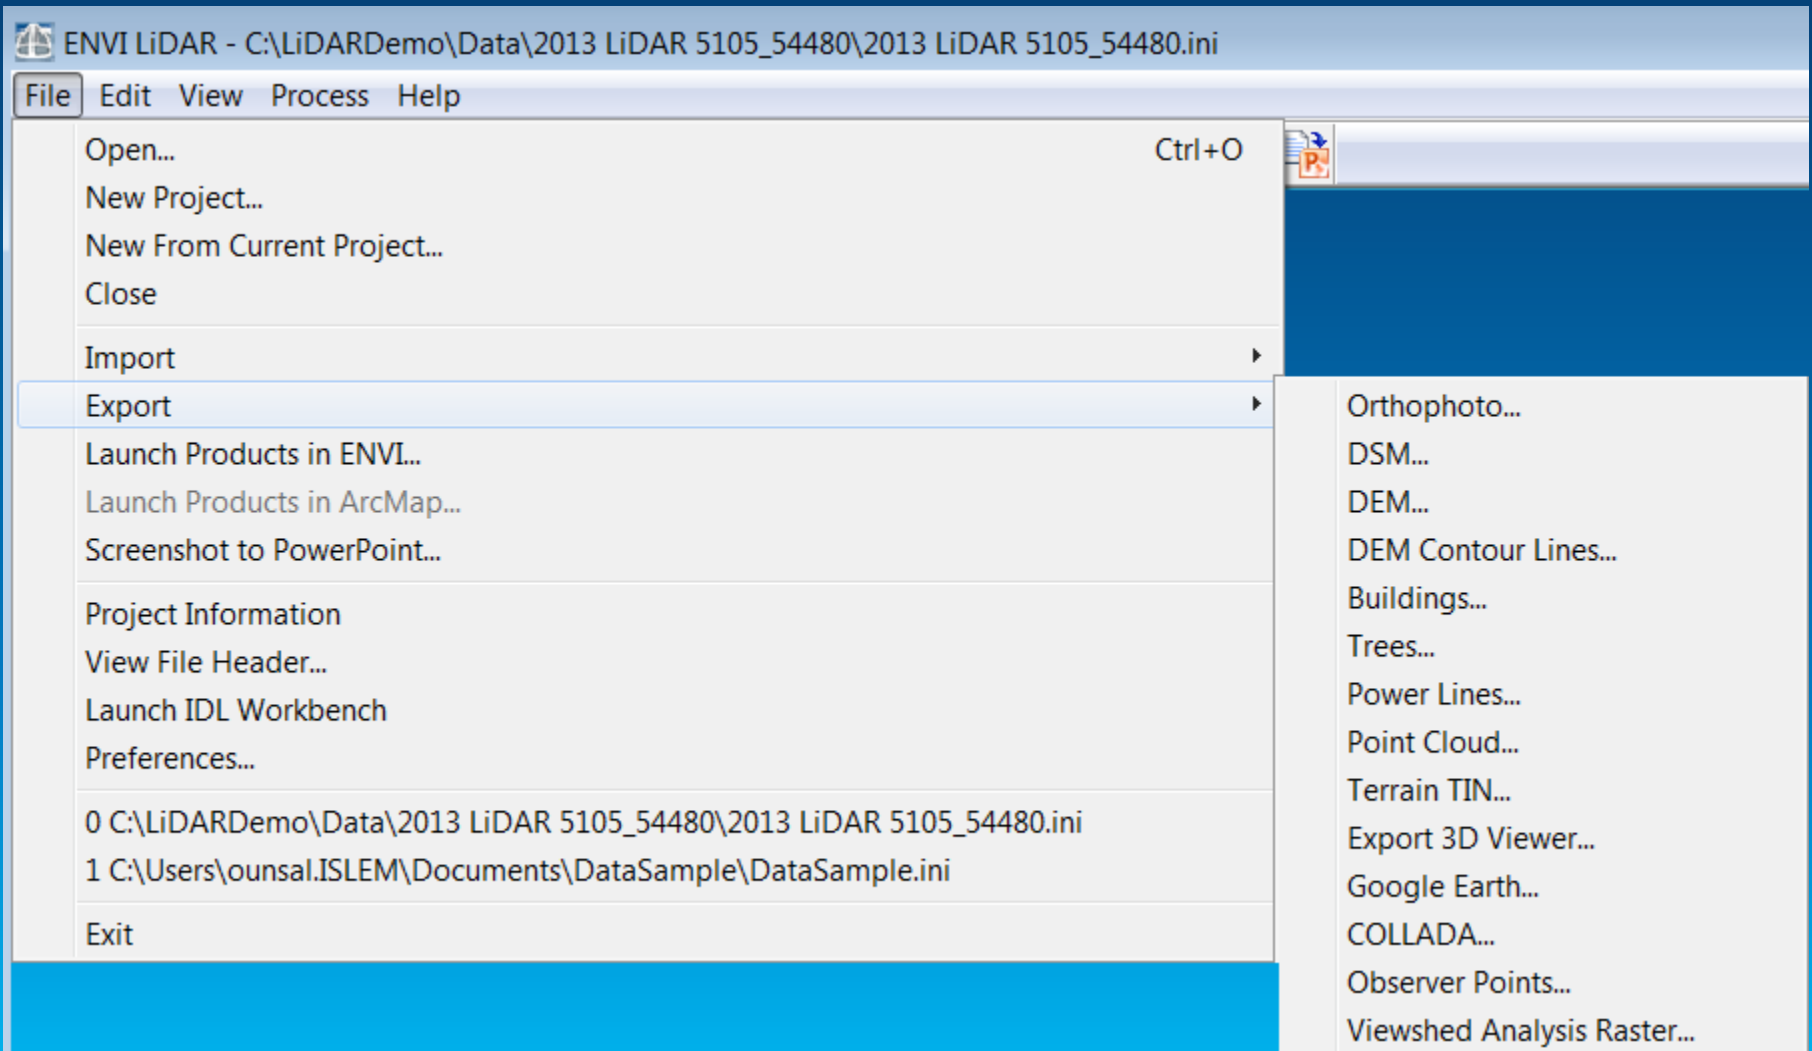 ENVI LiDAR - C:\LiDARDemo\Data\2013 LiDAR 5105_54480\2013 LiDAR 5105_54480.ini
File Edit View Process Help
Open... Ctrl+O
New Project...
New From Current Project...
Close
Import
Export
Launch Products in ENVI...
Launch Products in ArcMap...
Screenshot to PowerPoint...
Project Information
View File Header...
Launch IDL Workbench
Preferences...
0 C:\LiDARDemo\Data\2013 LiDAR 5105_54480\2013 LiDAR 5105_54480.ini
1 C:\Users\ounsal.ISLEM\Documents\DataSample\DataSample.ini
Exit
Orthophoto...
DSM...
DEM...
DEM Contour Lines...
Buildings...
Trees...
Power Lines...
Point Cloud...
Terrain TIN...
Export 3D Viewer...
Google Earth...
COLLADA...
Observer Points...
Viewshed Analysis Raster...